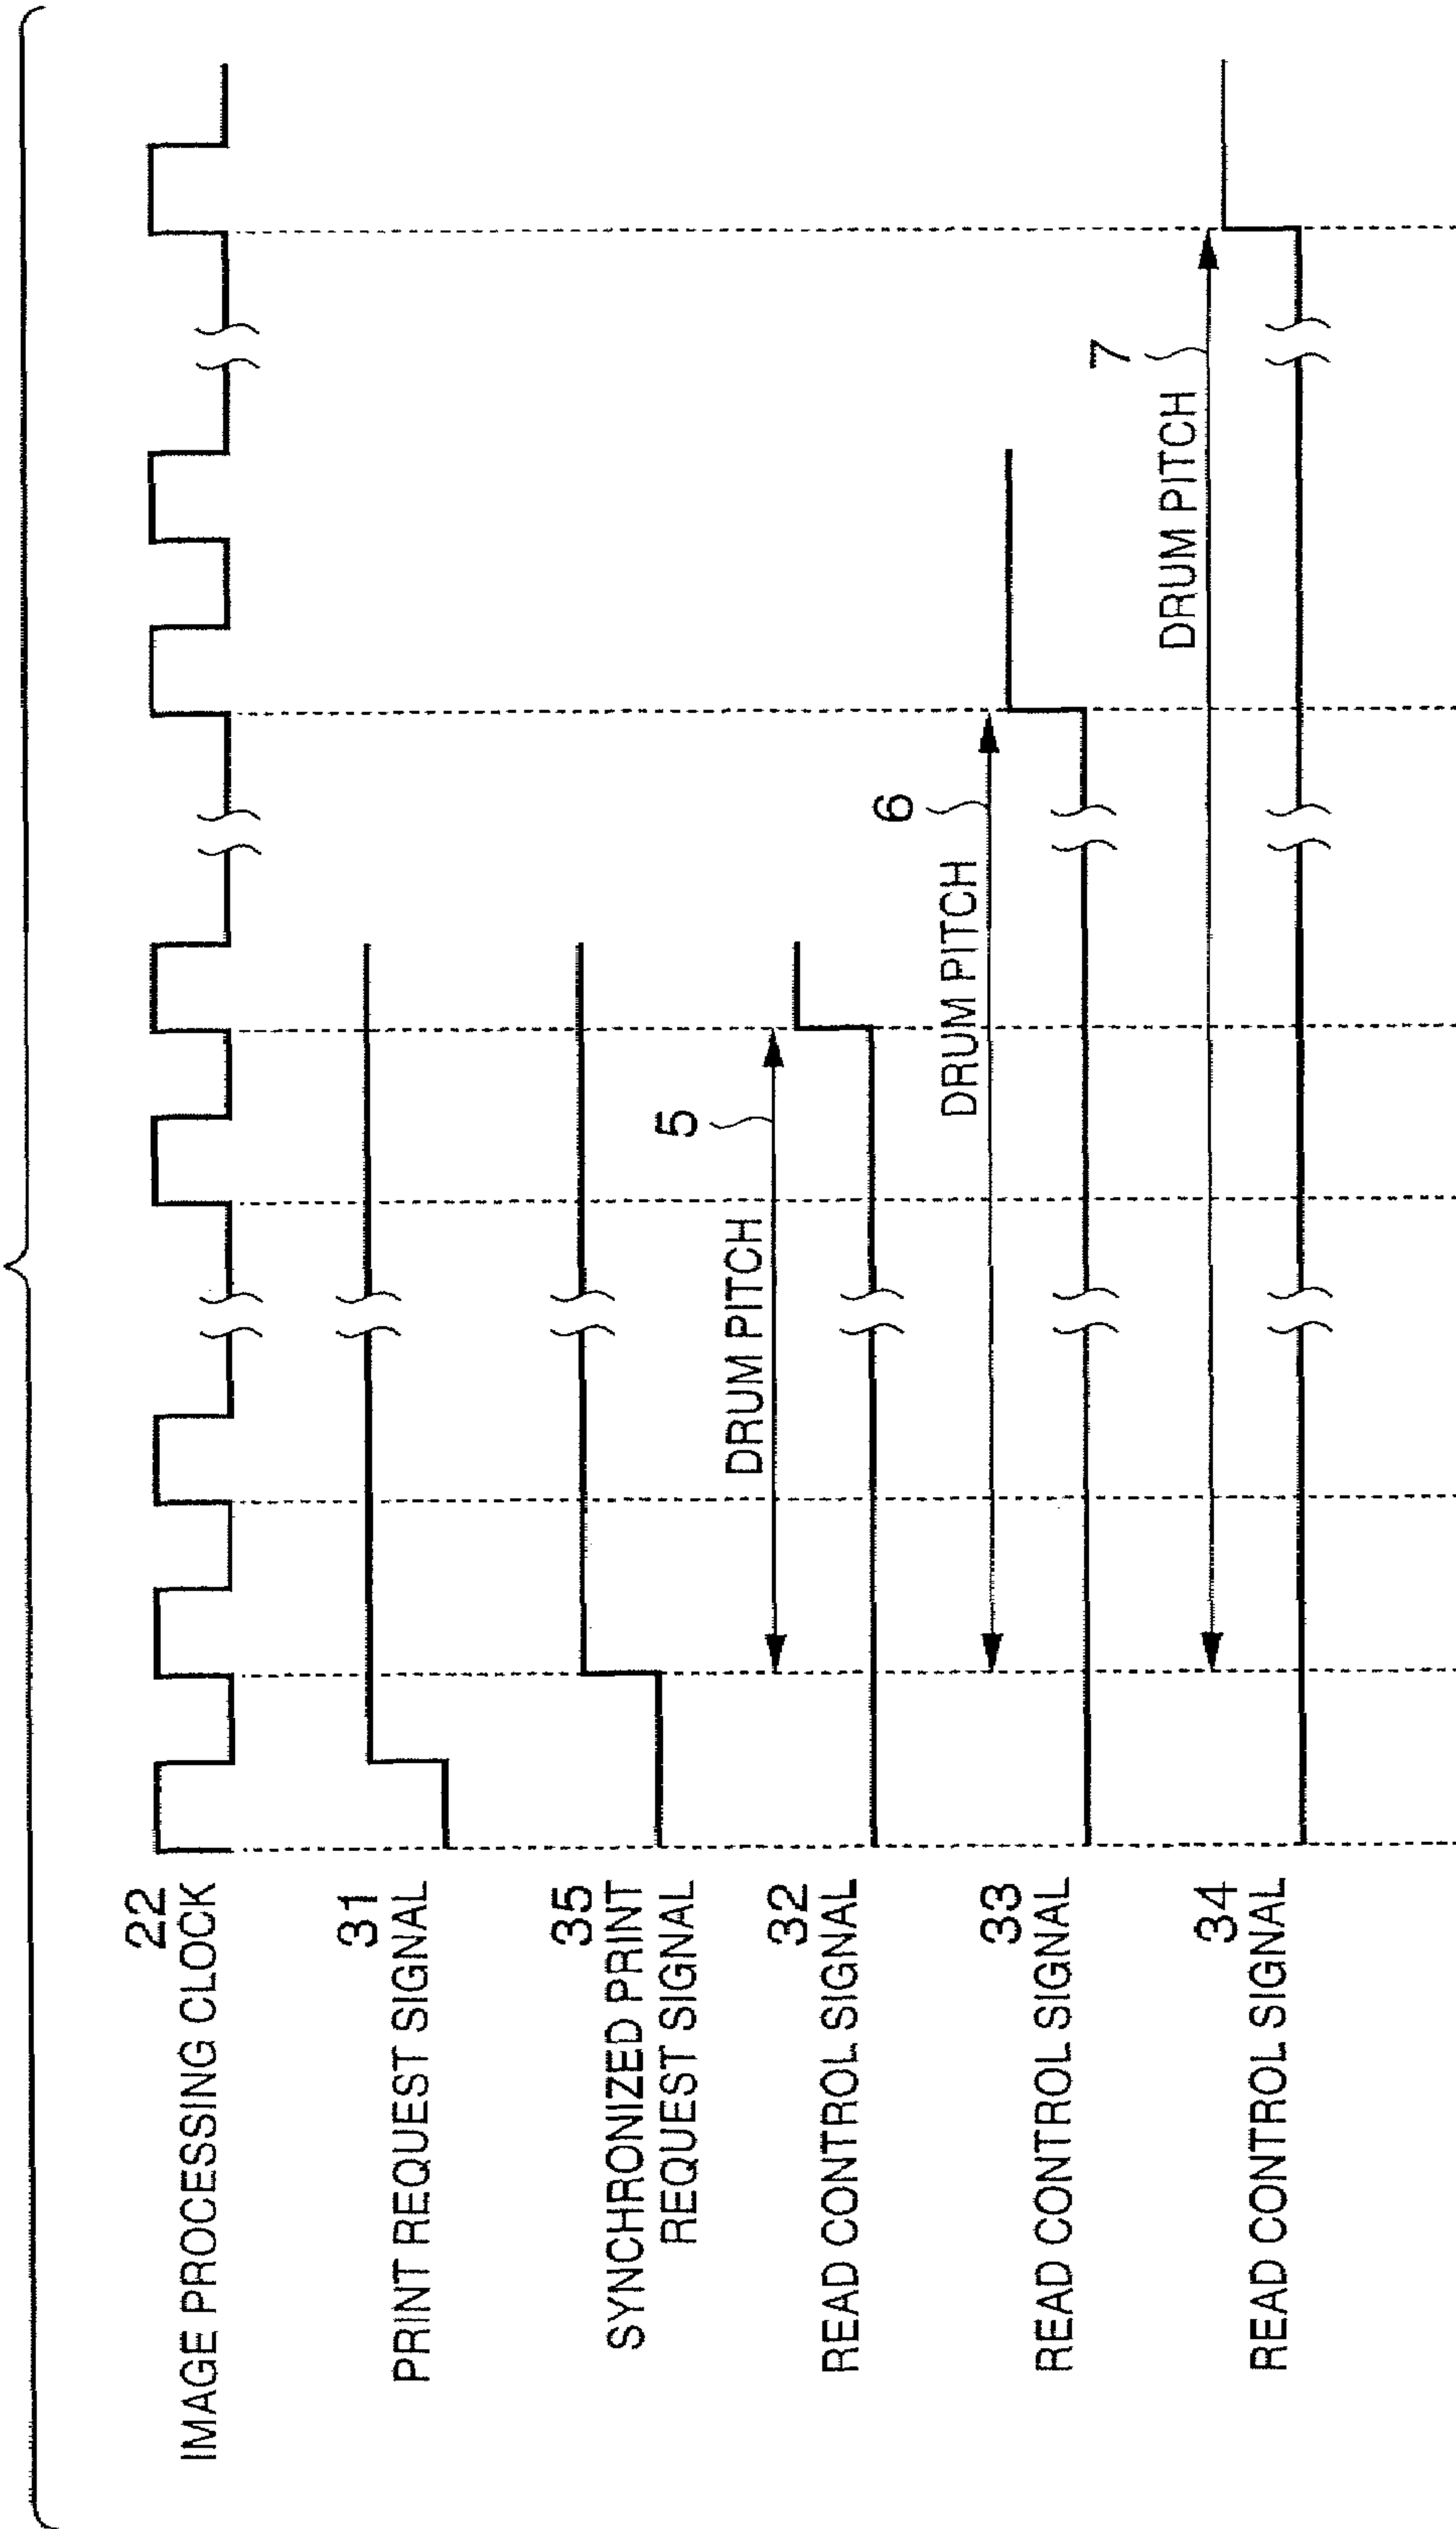 22
IMAGE PROCESSING CLOCK
31
PRINT REQUEST SIGNAL
35
SYNCHRONIZED PRINT
REQUEST SIGNAL
DRUM PITCH
5
32
READ CONTROL SIGNAL
DRUM PITCH
6
33
READ CONTROL SIGNAL
DRUM PITCH
7
34
READ CONTROL SIGNAL